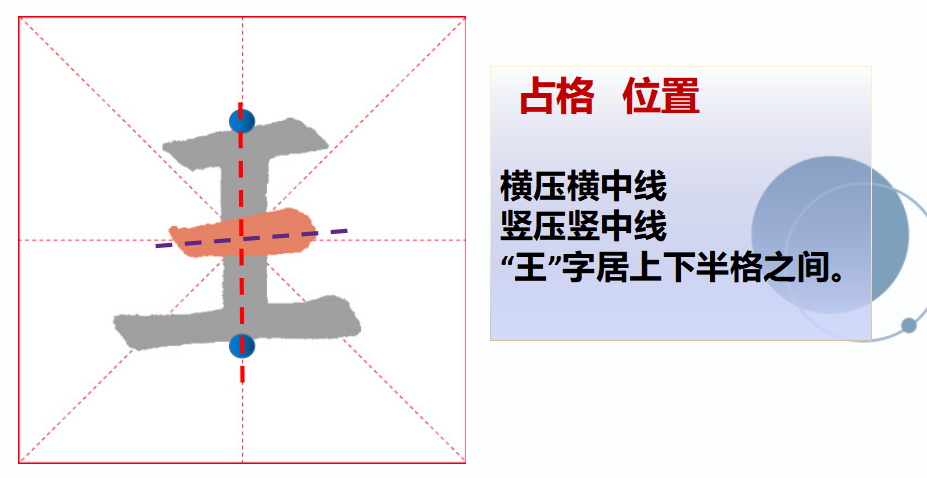 王
占格 位置
横压横中线
竖压竖中线
“王”字居上下半格之间。